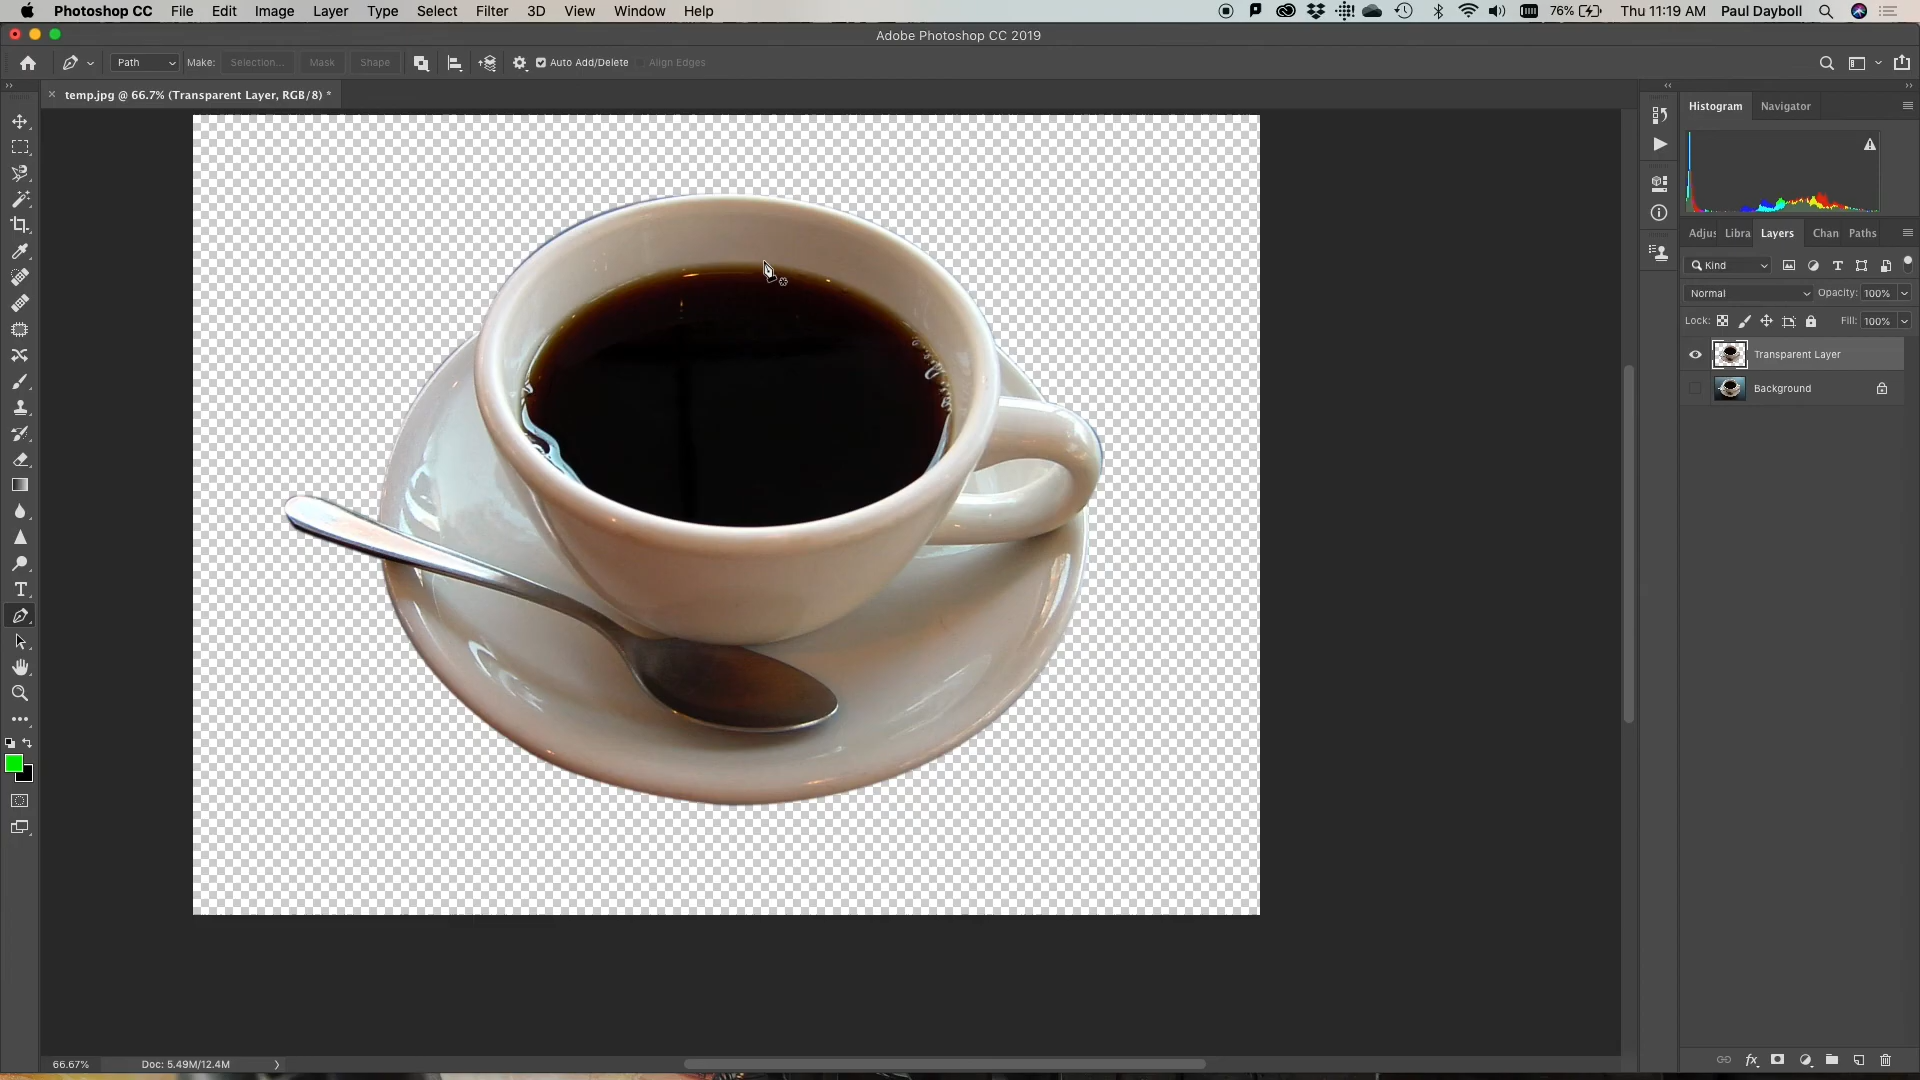 Photoshop CC File Edit Image Layer Type Select Filter 3D View Window Help 76% Thu 11:19 AM Paul Dayboll
Adobe Photoshop CC 2019
Path Make: Selection... Mask Shape Auto Add/Delete Align Edges
temp.jpg @ 66.7% (Transparent Layer, RGB/8) *
Histogram Navigator
Adjus Libra Layers Chan Paths
Kind
Normal Opacity: 100%
Lock: Fill: 100%
Transparent Layer
Background
66.67% Doc: 5.49M/12.4M